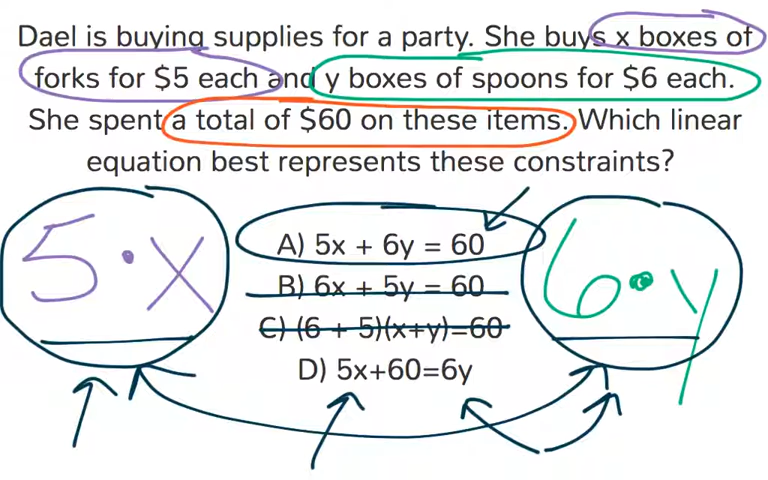 Dael is buying supplies for a party. She buys x boxes of
forks for $5 each and y boxes of spoons for $6 each.
She spent a total of $60 on these items. Which linear
equation best represents these constraints?
5 • x
A) 5x + 6y = 60
B) 6x + 5y = 60
C) (6 + 5)(x+y)=60
D) 5x+60=6y
6 • y